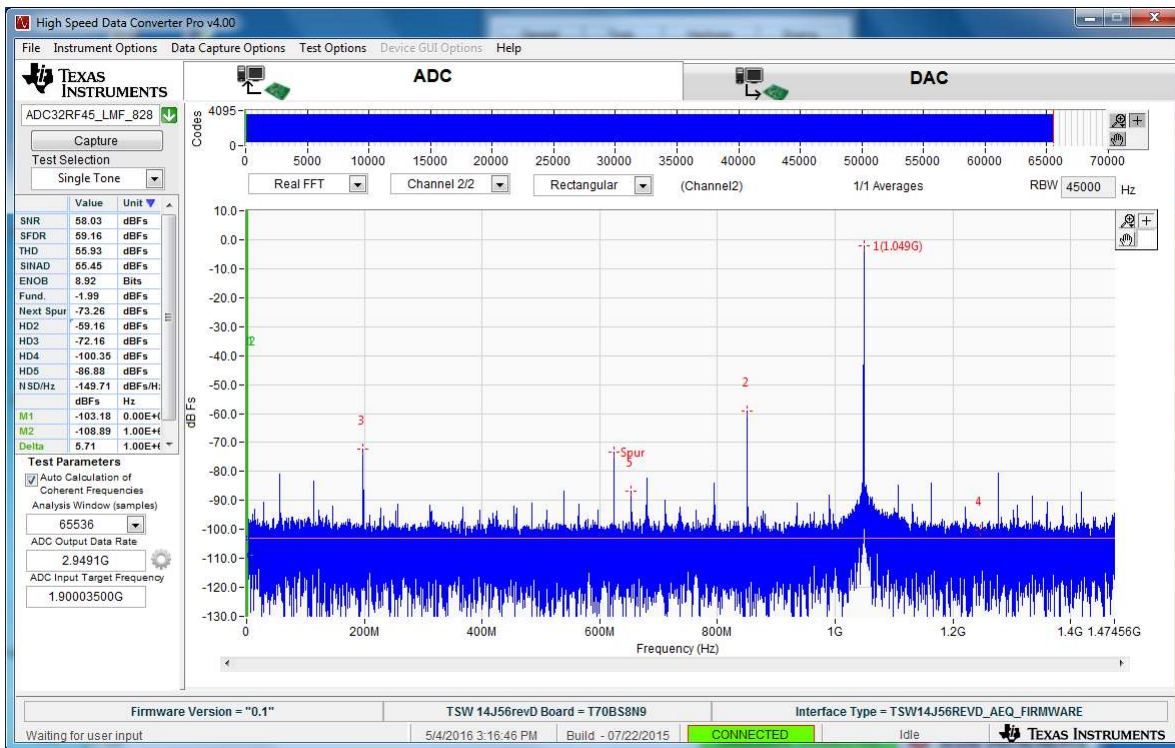 High Speed Data Converter Pro v4.00
File Instrument Options Data Capture Options Test Options Device GUI Options Help
TEXAS INSTRUMENTS
ADC
DAC
ADC32RF45_LMF_828
Capture
Test Selection
Single Tone
Value Unit
SNR 58.03 dBFs
SFDR 59.16 dBFs
THD 55.93 dBFs
SINAD 55.45 dBFs
ENOB 8.92 Bits
Fund. -1.99 dBFs
Next Spur -73.26 dBFs
HD2 -59.16 dBFs
HD3 -72.16 dBFs
HD4 -100.35 dBFs
HD5 -86.88 dBFs
NSD/Hz -149.71 dBFs/H
dBFs Hz
M1 -103.18 0.00E+
M2 -108.89 1.00E+
Delta 5.71 1.00E+
Test Parameters
Auto Calculation of
Coherent Frequencies
Analysis Window (samples)
65536
ADC Output Data Rate
2.9491G
ADC Input Target Frequency
1.90003500G
Codes
4095
0
0 5000 10000 15000 20000 25000 30000 35000 40000 45000 50000 55000 60000 65000 70000
Real FFT Channel 2/2 Rectangular (Channel2) 1/1 Averages RBW 45000 Hz
dBFs
10.0
0.0
-10.0
-20.0
-30.0
-40.0
-50.0
-60.0
-70.0
-80.0
-90.0
-100.0
-110.0
-120.0
-130.0
1(1.049G)
2
2
3
Spur
5
4
0 200M 400M 600M 800M 1G 1.2G 1.4G 1.47456G
Frequency (Hz)
Firmware Version = "0.1" TSW 14J56revD Board = T70BS8N9 Interface Type = TSW14J56REVD_AEQ_FIRMWARE
Waiting for user input 5/4/2016 3:16:46 PM Build - 07/22/2015 CONNECTED Idle TEXAS INSTRUMENTS